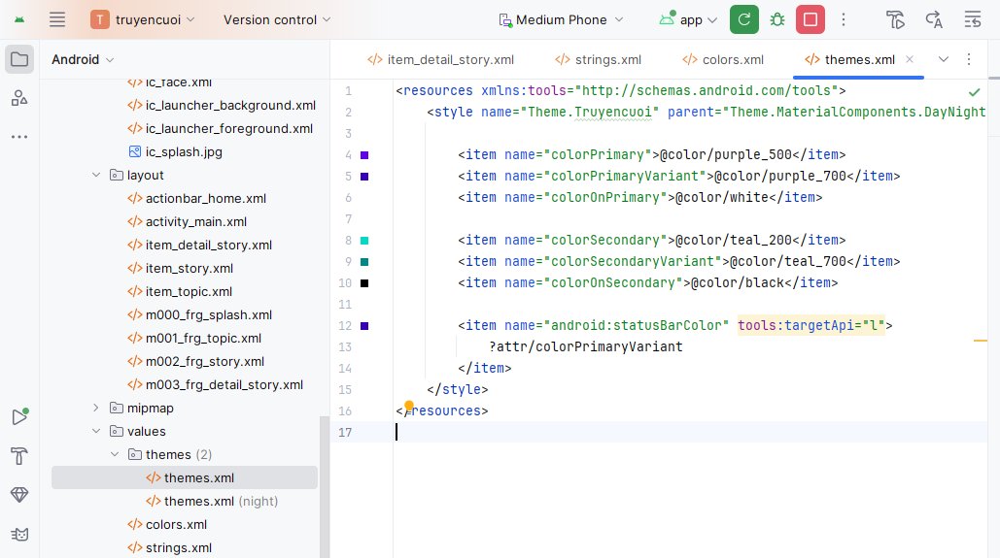 T truyencuoi Version control Medium Phone app
Android
item_detail_story.xml strings.xml colors.xml themes.xml
ic_face.xml
ic_launcher_background.xml
ic_launcher_foreground.xml
ic_splash.jpg
layout
actionbar_home.xml
activity_main.xml
item_detail_story.xml
item_story.xml
item_topic.xml
m000_frg_splash.xml
m001_frg_topic.xml
m002_frg_story.xml
m003_frg_detail_story.xml
mipmap
values
themes (2)
themes.xml
themes.xml (night)
colors.xml
strings.xml
1 <resources xmlns:tools="http://schemas.android.com/tools">
2 <style name="Theme.Truyencuoi" parent="Theme.MaterialComponents.DayNight
3
4 <item name="colorPrimary">@color/purple_500</item>
5 <item name="colorPrimaryVariant">@color/purple_700</item>
6 <item name="colorOnPrimary">@color/white</item>
7
8 <item name="colorSecondary">@color/teal_200</item>
9 <item name="colorSecondaryVariant">@color/teal_700</item>
10 <item name="colorOnSecondary">@color/black</item>
11
12 <item name="android:statusBarColor" tools:targetApi="l">
13 ?attr/colorPrimaryVariant
14 </item>
15 </style>
16 </resources>
17